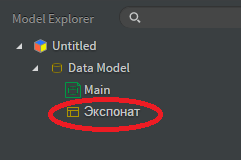 Model Explorer
Untitled
Data Model
Main
Экспонат